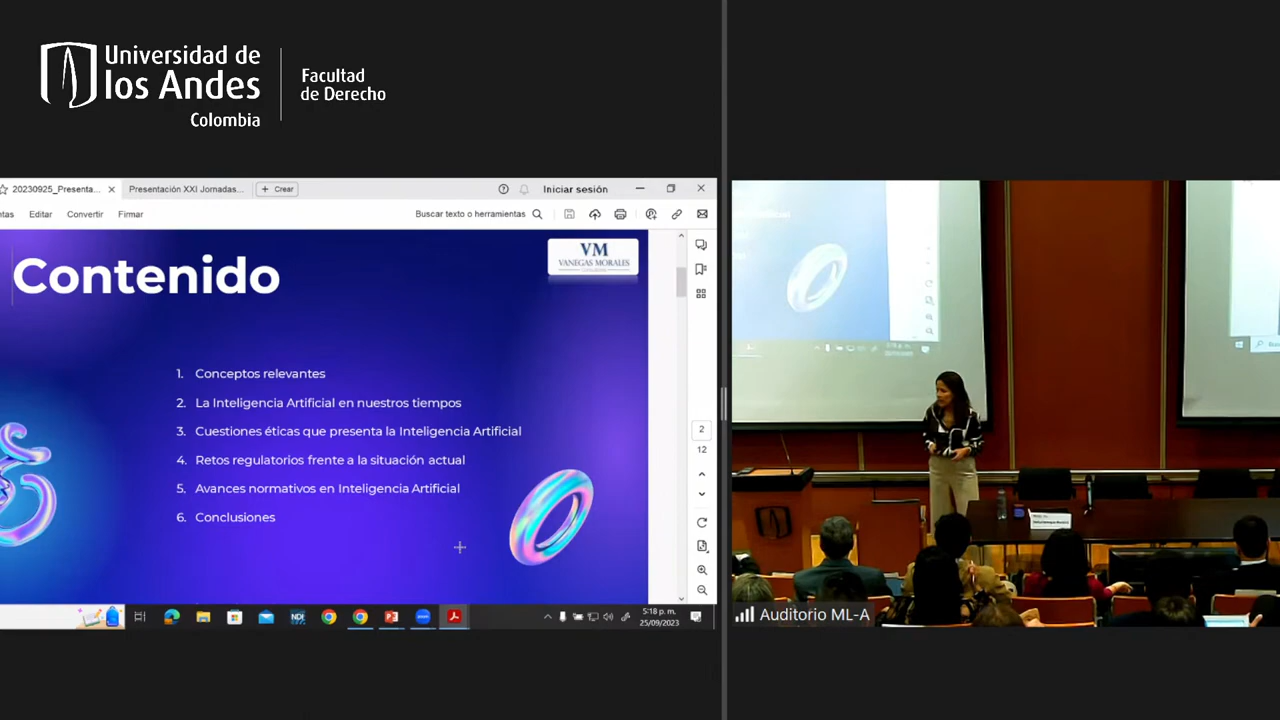 Universidad de
los Andes
Colombia
Facultad
de Derecho
20230925_Presenta...
Presentación XXI Jornadas...
Crear
Iniciar sesión
ntas Editar Convertir Firmar
Buscar texto o herramientas
Contenido
VM
VANEGAS MORALES
1. Conceptos relevantes
2. La Inteligencia Artificial en nuestros tiempos
3. Cuestiones éticas que presenta la Inteligencia Artificial
4. Retos regulatorios frente a la situación actual
5. Avances normativos en Inteligencia Artificial
6. Conclusiones
2
12
5:18 p. m.
25/09/2023
Auditorio ML-A